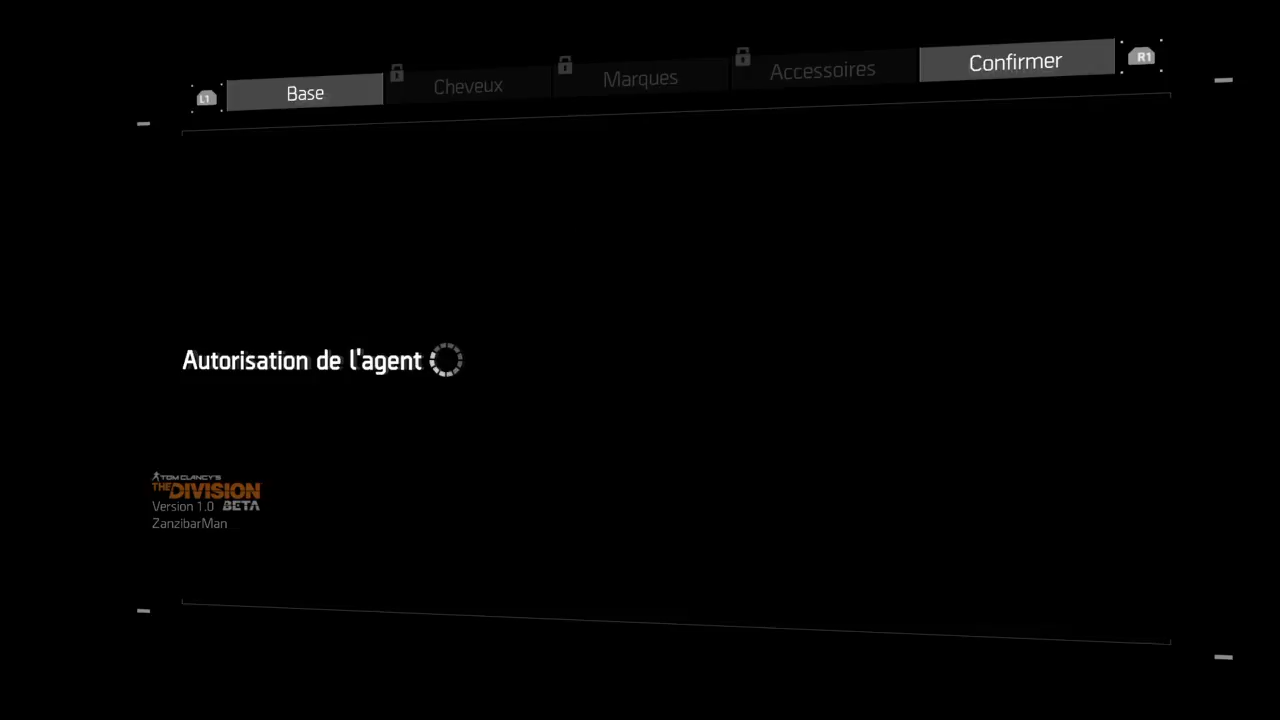 L1 Base Cheveux Marques Accessoires Confirmer R1
Autorisation de l'agent
TOM CLANCY'S
THE DIVISION
Version 1.0 BETA
ZanzibarMan